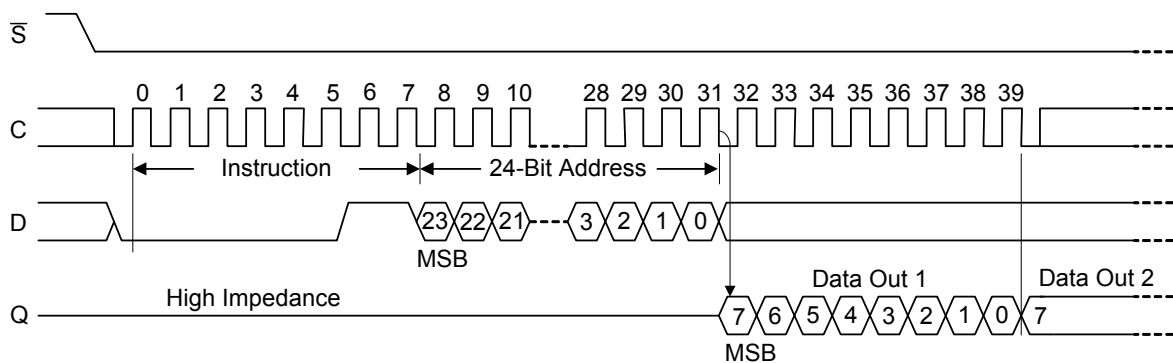 S
0 1 2 3 4 5 6 7 8 9 10 28 29 30 31 32 33 34 35 36 37 38 39
C
Instruction 24-Bit Address
D 23 22 21 3 2 1 0
MSB
High Impedance Data Out 1 Data Out 2
Q 7 6 5 4 3 2 1 0 7
MSB